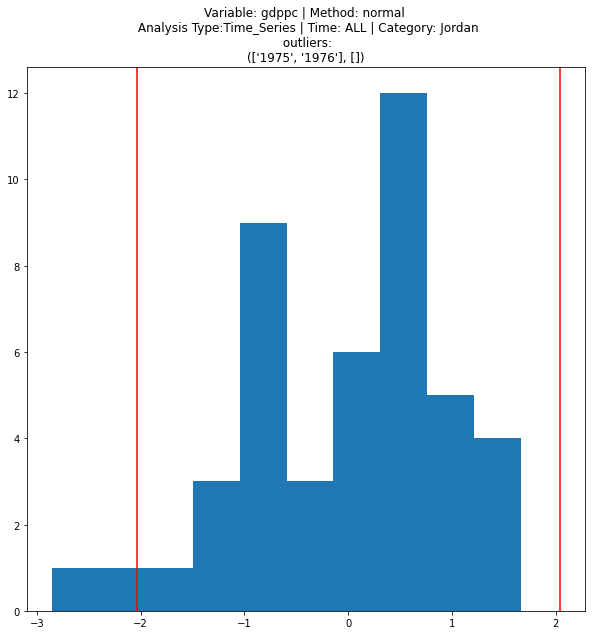 Variable: gdppc | Method: normal
Analysis Type:Time_Series | Time: ALL | Category: Jordan
outliers:
(['1975', '1976'], [])
12
10
8
6
4
2
0
−3 −2 −1 0 1 2